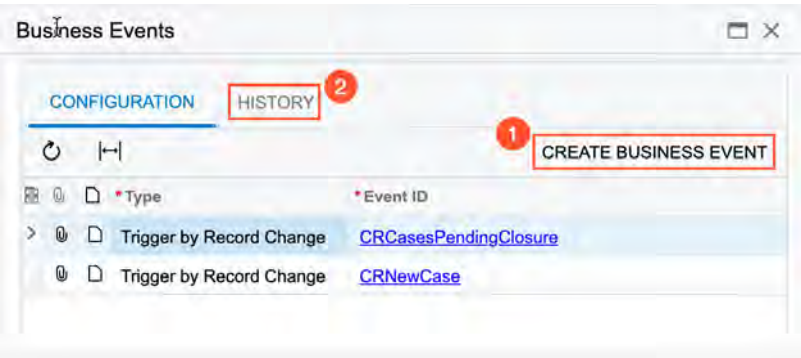 Business Events
CONFIGURATION HISTORY 2
1 CREATE BUSINESS EVENT
* Type * Event ID
Trigger by Record Change CRCasesPendingClosure
Trigger by Record Change CRNewCase